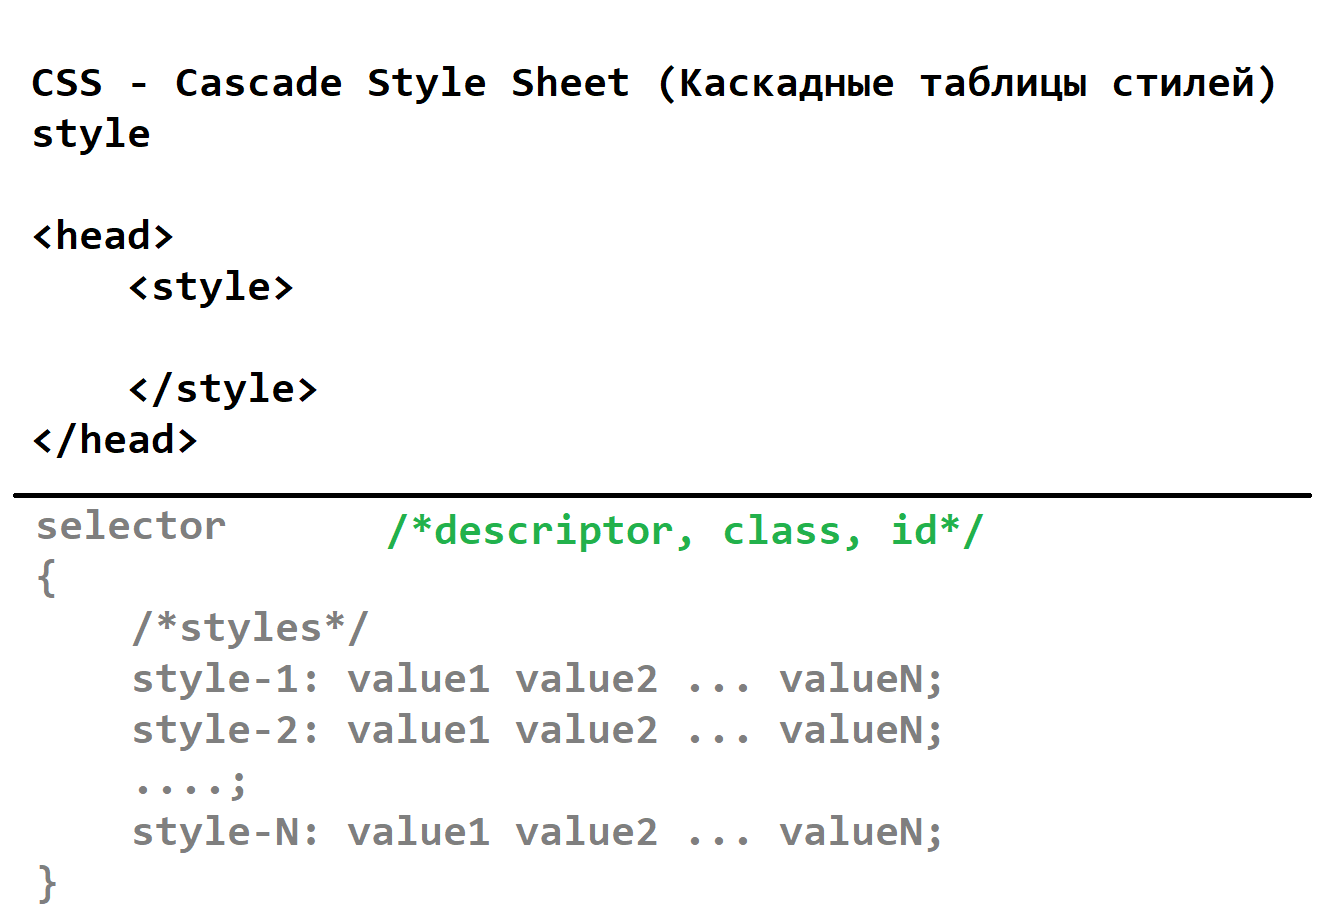 CSS - Cascade Style Sheet (Каскадные таблицы стилей)
style
<head>
    <style>
    </style>
</head>
selector /*descriptor, class, id*/
{
    /*styles*/
    style-1: value1 value2 ... valueN;
    style-2: value1 value2 ... valueN;
    ....;
    style-N: value1 value2 ... valueN;
}